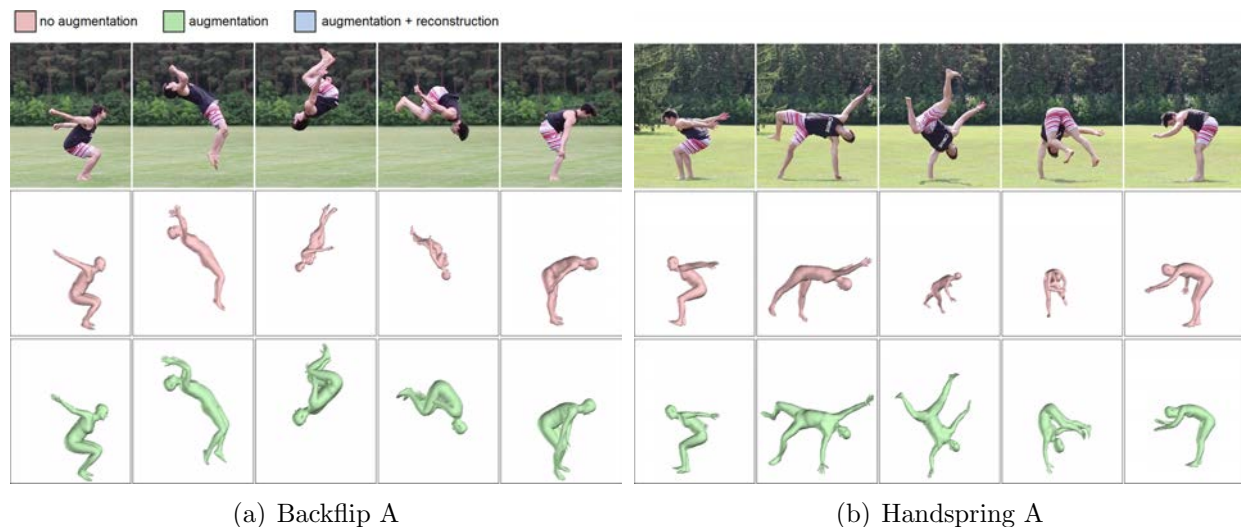 no augmentation augmentation augmentation + reconstruction
(a) Backflip A
(b) Handspring A